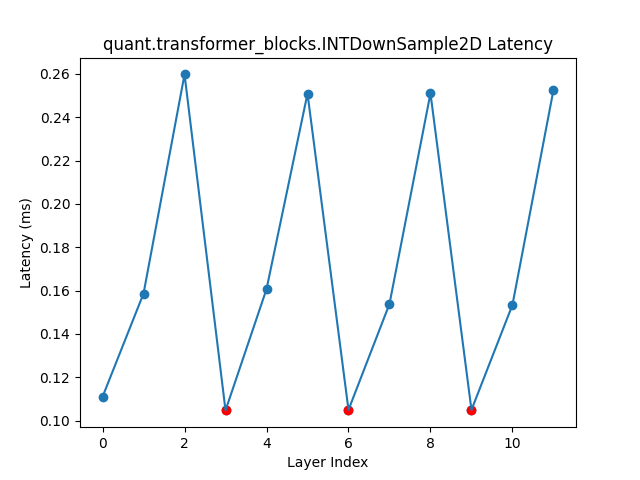 quant.transformer_blocks.INTDownSample2D Latency
0.26
0.24
0.22
0.20
0.18
0.16
0.14
0.12
0.10
Latency (ms)
0 2 4 6 8 10
Layer Index